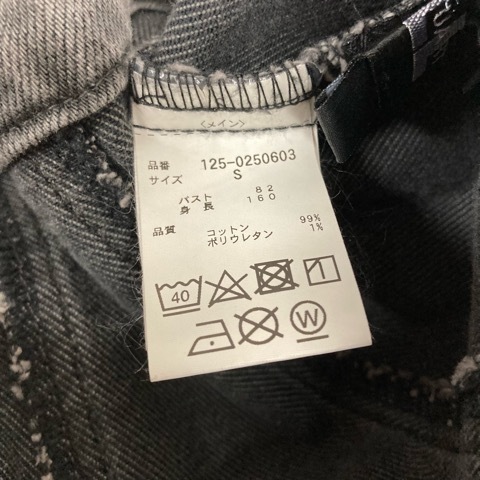 〈メイン〉
品番 125-0250603
サイズ S
バスト 82
身長 160
品質 コットン 99%
ポリウレタン 1%
40
W